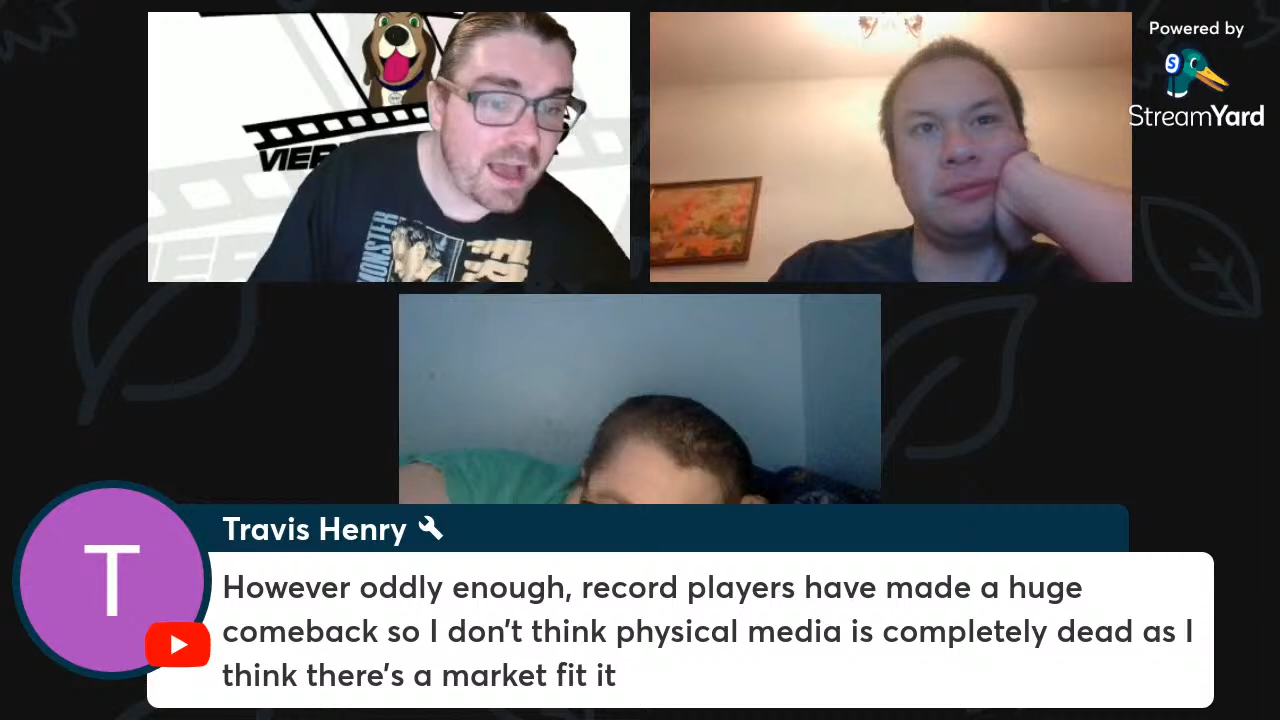 Powered by
S
StreamYard
MONSTER
Travis Henry
T
However oddly enough, record players have made a huge
comeback so I don't think physical media is completely dead as I
think there's a market fit it